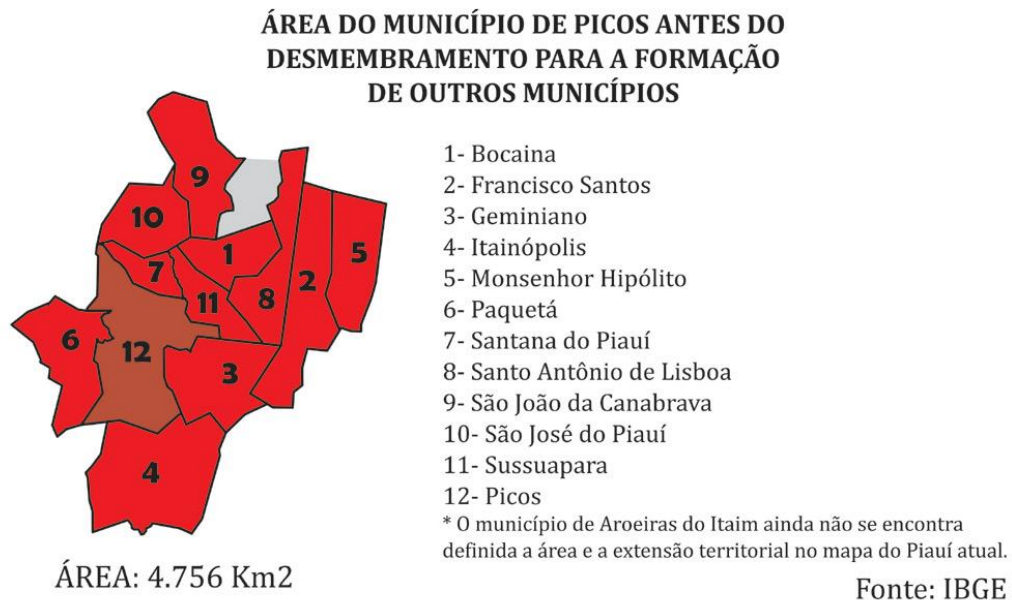 ÁREA DO MUNICÍPIO DE PICOS ANTES DO
DESMEMBRAMENTO PARA A FORMAÇÃO
DE OUTROS MUNICÍPIOS
9
10
1
7
11
8
2
5
6
12
3
4
1- Bocaina
2- Francisco Santos
3- Geminiano
4- Itainópolis
5- Monsenhor Hipólito
6- Paquetá
7- Santana do Piauí
8- Santo Antônio de Lisboa
9- São João da Canabrava
10- São José do Piauí
11- Sussuapara
12- Picos
* O município de Aroeiras do Itaim ainda não se encontra
definida a área e a extensão territorial no mapa do Piauí atual.
ÁREA: 4.756 Km2
Fonte: IBGE